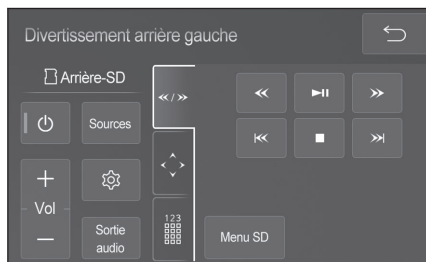 Divertissement arrière gauche
Arrière-SD
Sources
+
Vol
—
Sortie
audio
123
Menu SD